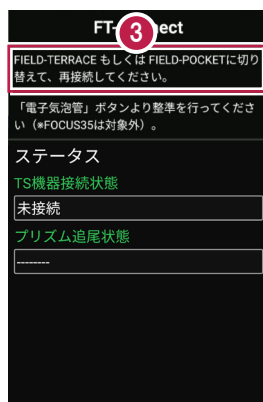 FT-Connect
3
FIELD-TERRACE もしくは FIELD-POCKETに切り
替えて、再接続してください。
「電子気泡管」ボタンより整準を行ってくださ
い（※FOCUS35は対象外）。
ステータス
TS機器接続状態
未接続
プリズム追尾状態
--------